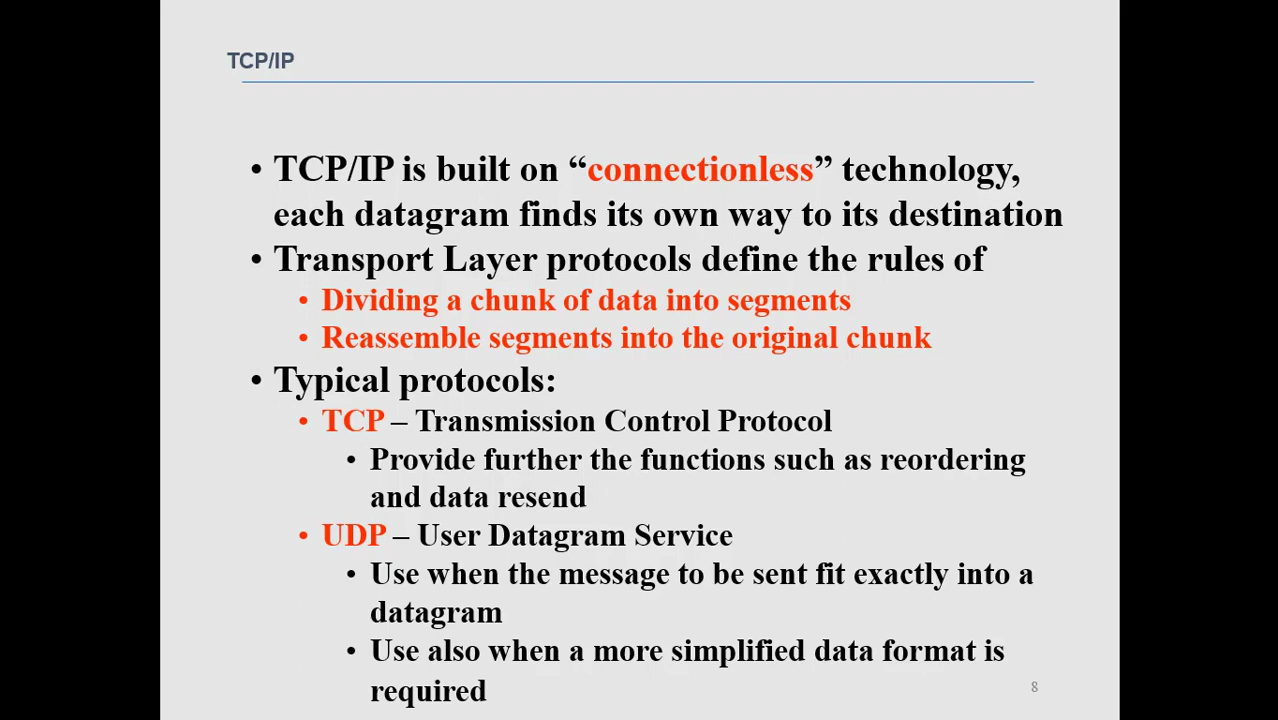 TCP/IP
• TCP/IP is built on “connectionless” technology,
each datagram finds its own way to its destination
• Transport Layer protocols define the rules of
• Dividing a chunk of data into segments
• Reassemble segments into the original chunk
• Typical protocols:
• TCP – Transmission Control Protocol
• Provide further the functions such as reordering
and data resend
• UDP – User Datagram Service
• Use when the message to be sent fit exactly into a
datagram
• Use also when a more simplified data format is
required
8